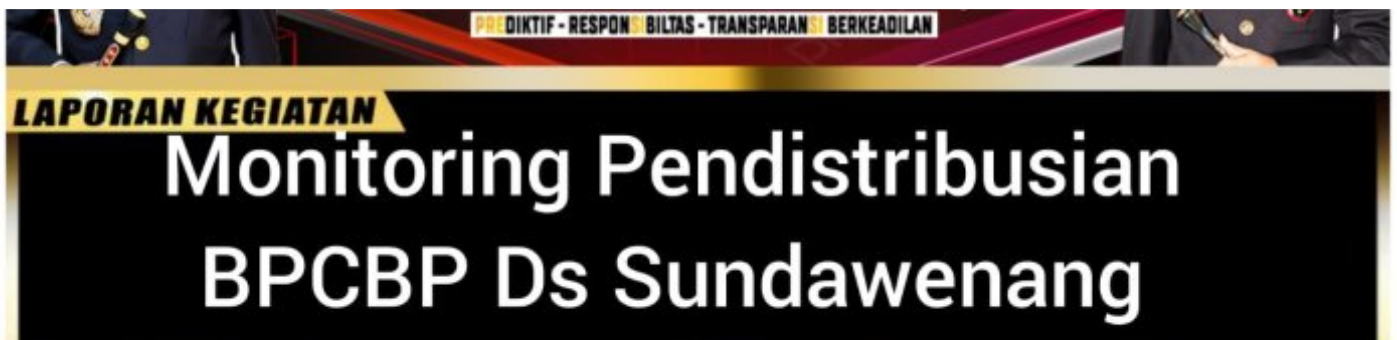 PREDIKTIF - RESPONSIBILTAS - TRANSPARANSI BERKEADILAN
LAPORAN KEGIATAN
Monitoring Pendistribusian
BPCBP Ds Sundawenang